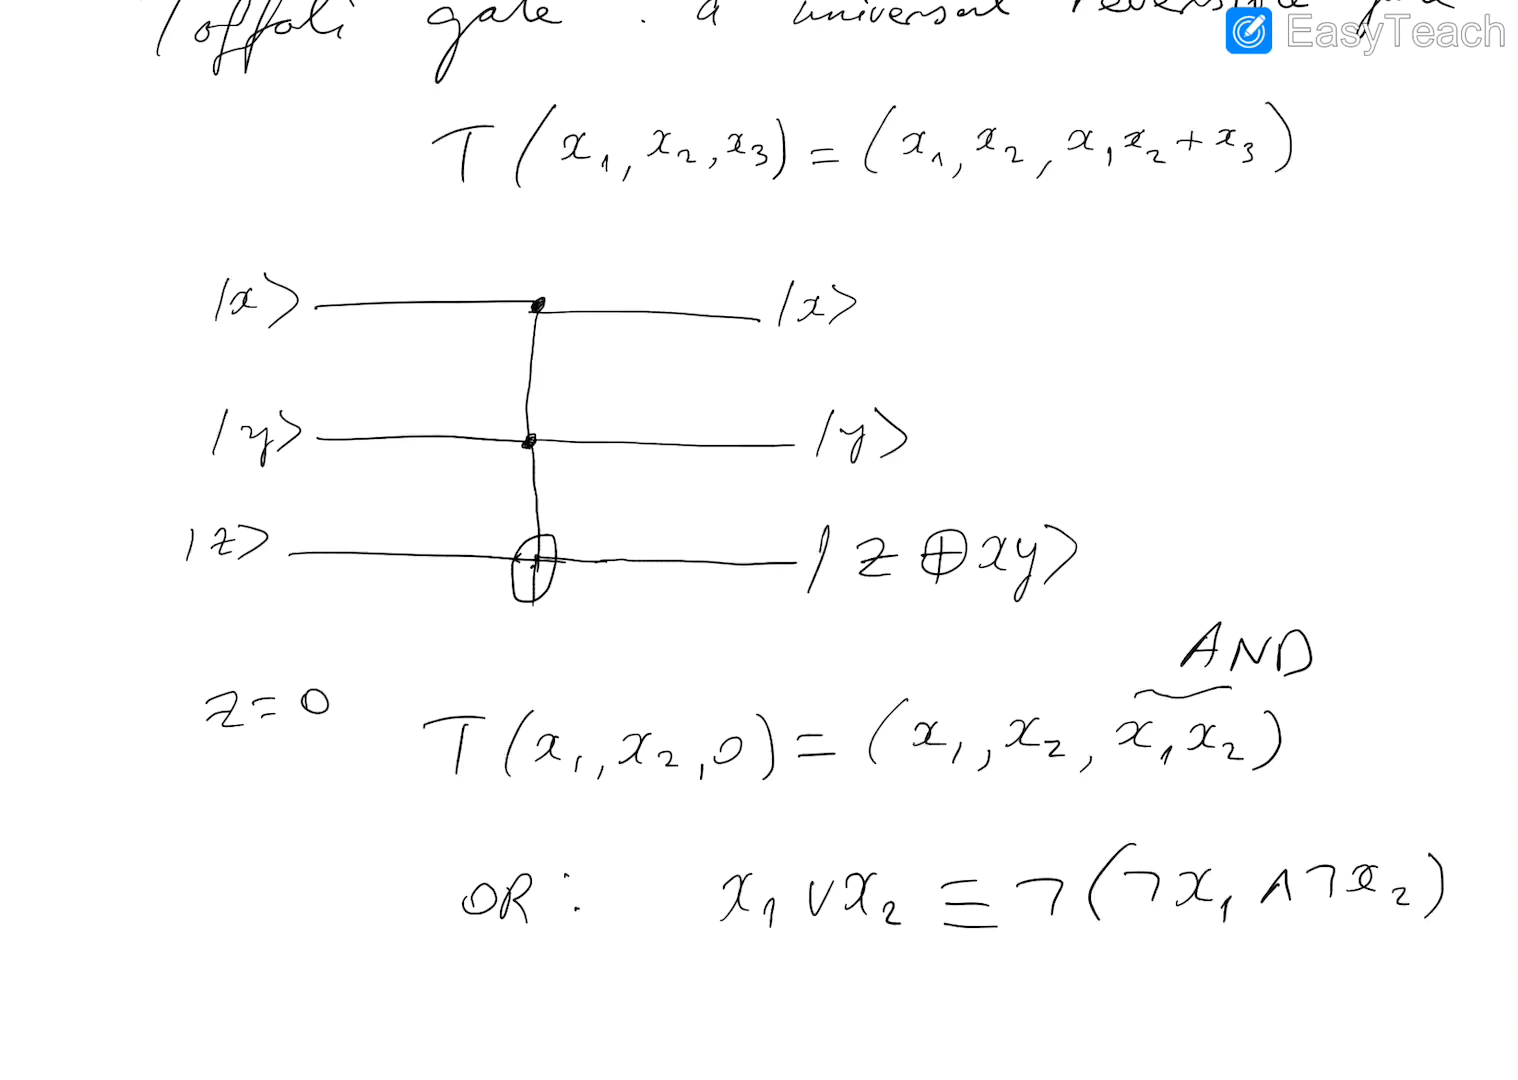 Toffoli gate : a universal reversible
EasyTeach
T(x₁, x₂, x₃) = (x₁, x₂, x₁x₂ + x₃)
|x⟩ |x⟩
|y⟩ |y⟩
|z⟩ |z ⊕ xy⟩
AND
z = 0 T(x₁, x₂, 0) = (x₁, x₂, x₁x₂)
OR : x₁ ∨ x₂ ≡ ¬(¬x₁ ∧ ¬x₂)